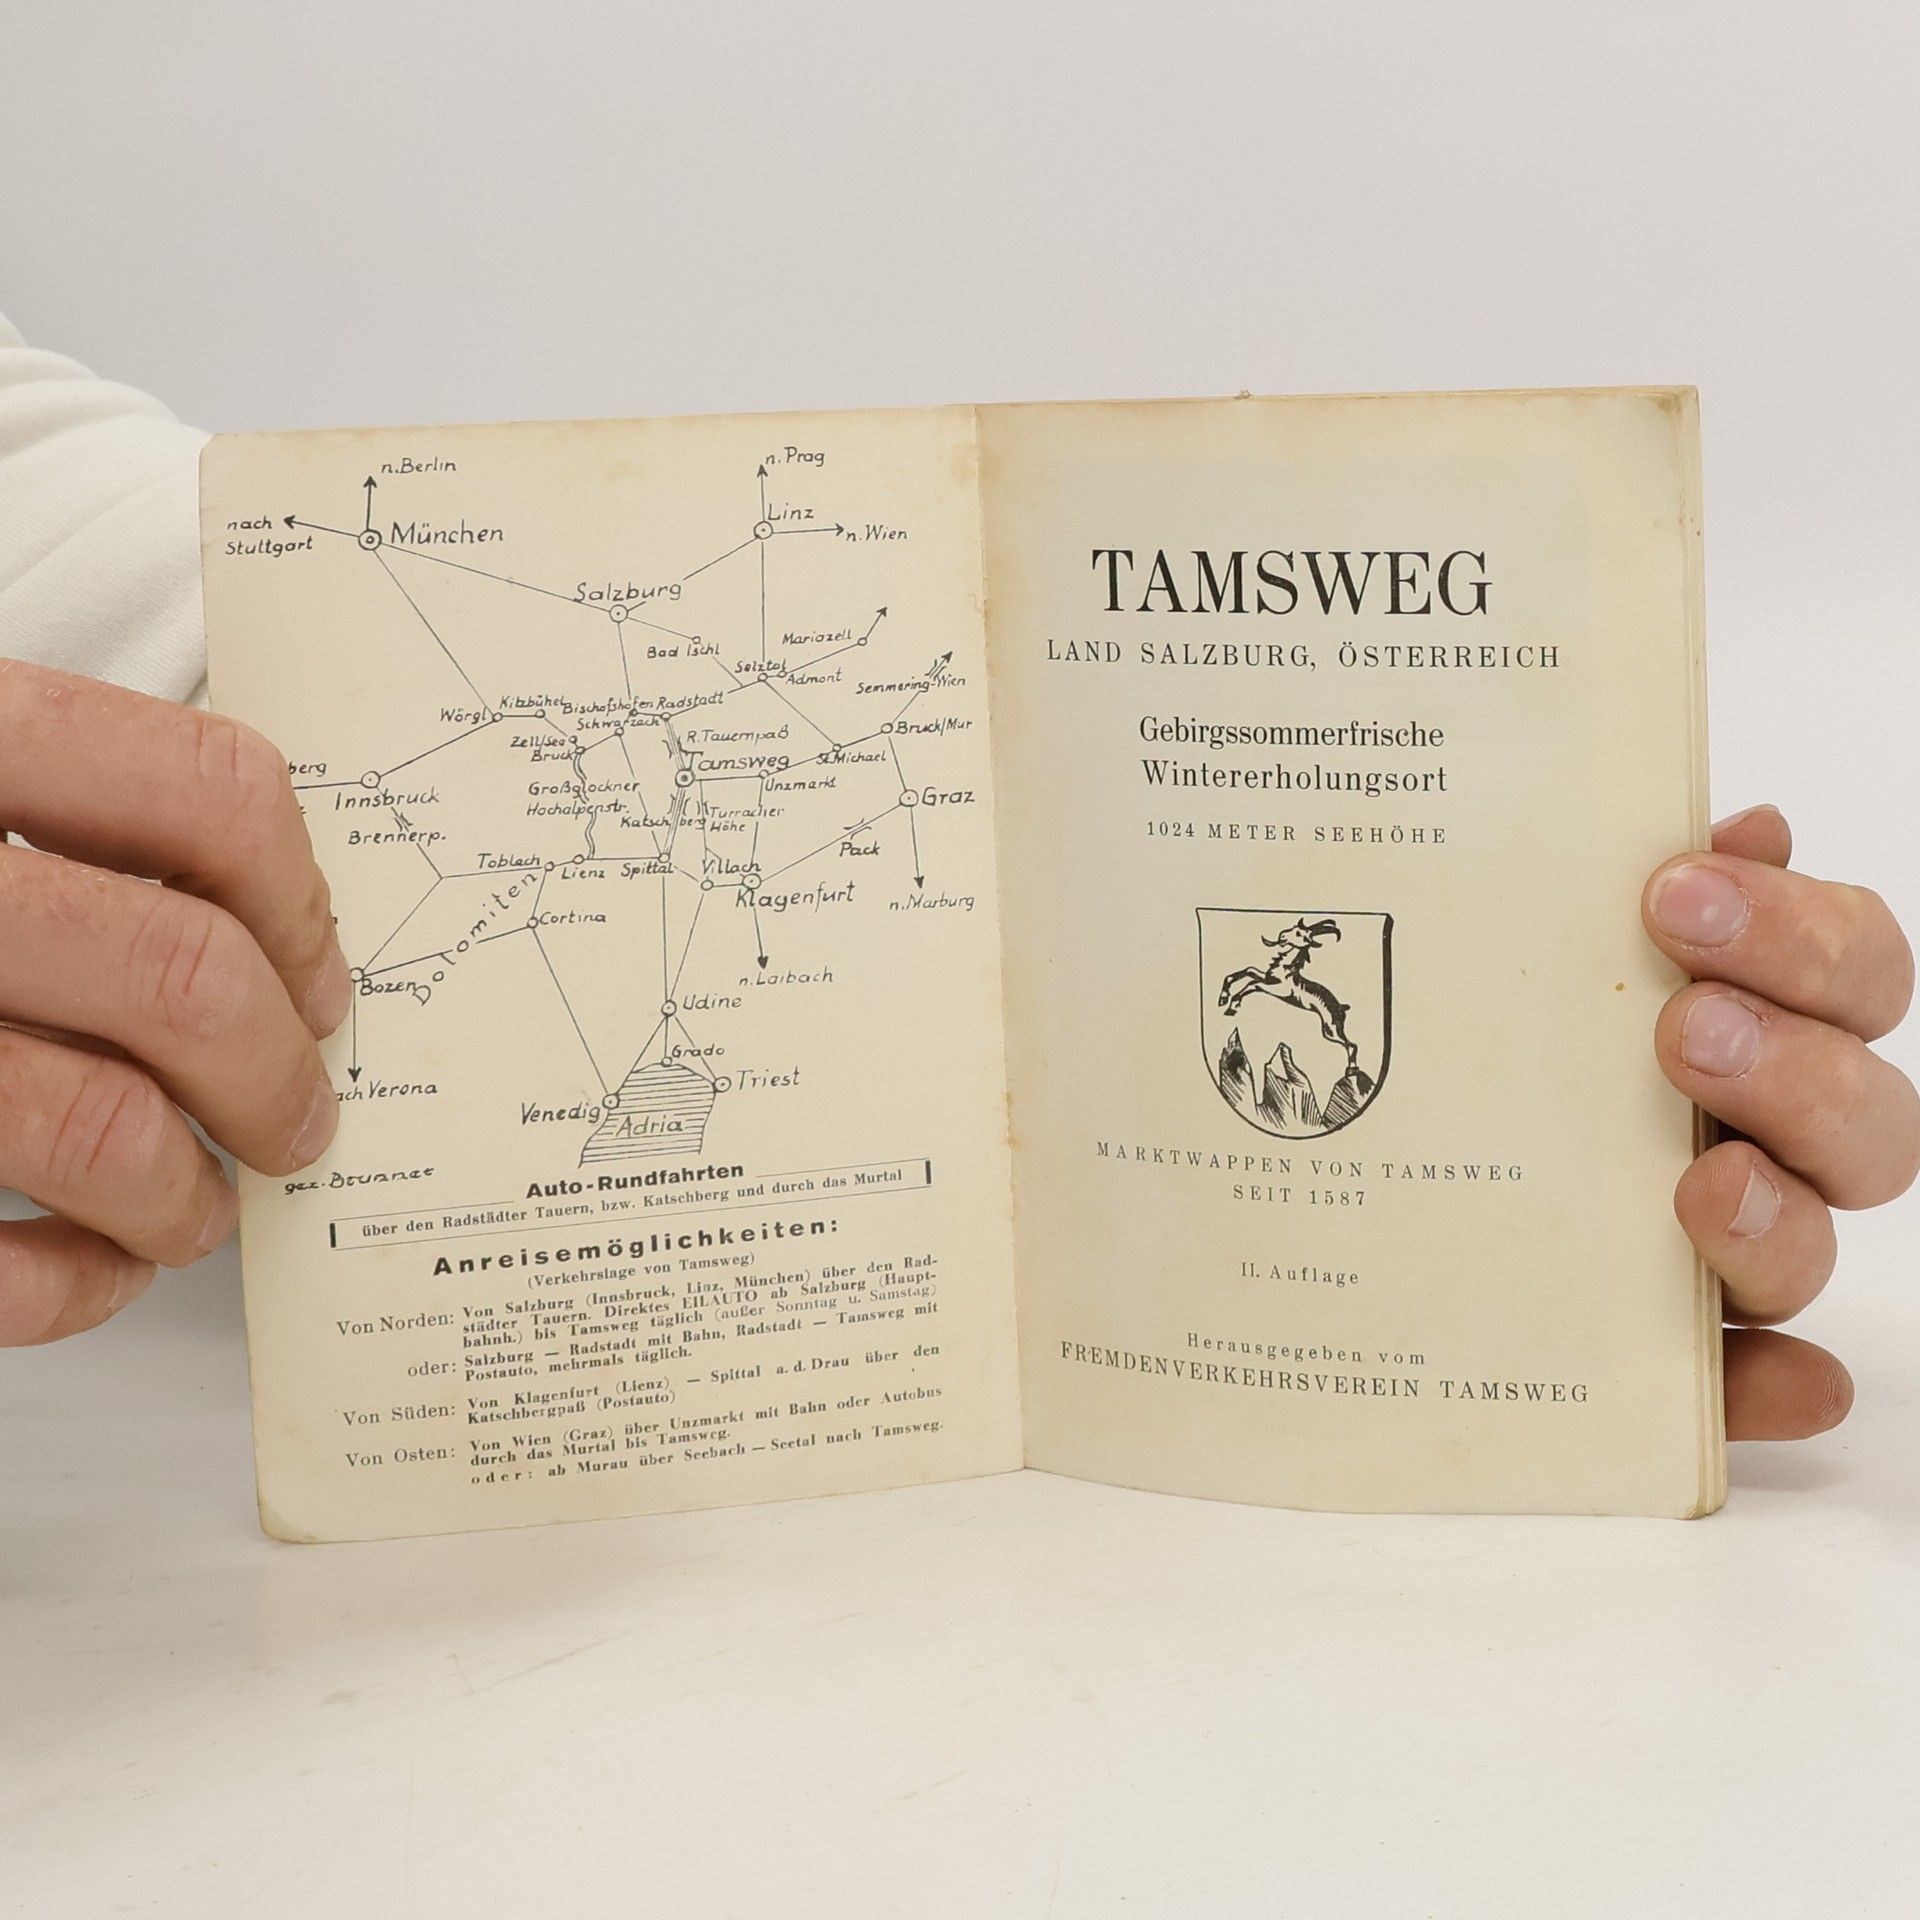 n. Berlin
n. Prag
nach
Stuttgart
München
Linz
n. Wien
Salzburg
Bad Ischl
Mariazell
Selztal
Admont
Semmering-Wien
Wörgl
Kitzbühel
Bischofshofen
Radstadt
Schwarzach
Zell/See
Bruck
R. Tauernpaß
Bruck/Mur
Tamsweg
St. Michael
berg
Innsbruck
Unzmarkt
Graz
Großglockner
Hochalpenstr.
Katschberg
Turracher
Höhe
Brennerp.
Pack
Toblach
Lienz
Spittal
Villach
Klagenfurt
n. Marburg
Dolomiten
Cortina
Bozen
n. Laibach
Udine
Grado
Triest
ach Verona
Venedig
Adria
gez. Brunner
Auto-Rundfahrten
über den Radstädter Tauern, bzw. Katschberg und durch das Murtal
Anreisemöglichkeiten:
(Verkehrslage von Tamsweg)
Von Norden: Von Salzburg (Innsbruck, Linz, München) über den Rad-
städter Tauern. Direktes EILAUTO ab Salzburg (Haupt-
bahnh.) bis Tamsweg täglich (außer Sonntag u. Samstag)
oder: Salzburg — Radstadt mit Bahn, Radstadt — Tamsweg mit
Postauto, mehrmals täglich.
Von Süden: Von Klagenfurt (Lienz) — Spittal a. d. Drau über den
Katschbergpaß (Postauto)
Von Osten: Von Wien (Graz) über Unzmarkt mit Bahn oder Autobus
durch das Murtal bis Tamsweg.
oder: ab Murau über Seebach — Seetal nach Tamsweg.
TAMSWEG
LAND SALZBURG, ÖSTERREICH
Gebirgssommerfrische
Wintererholungsort
1024 METER SEEHÖHE
MARKTWAPPEN VON TAMSWEG
SEIT 1587
II. Auflage
Herausgegeben vom
FREMDENVERKEHRSVEREIN TAMSWEG